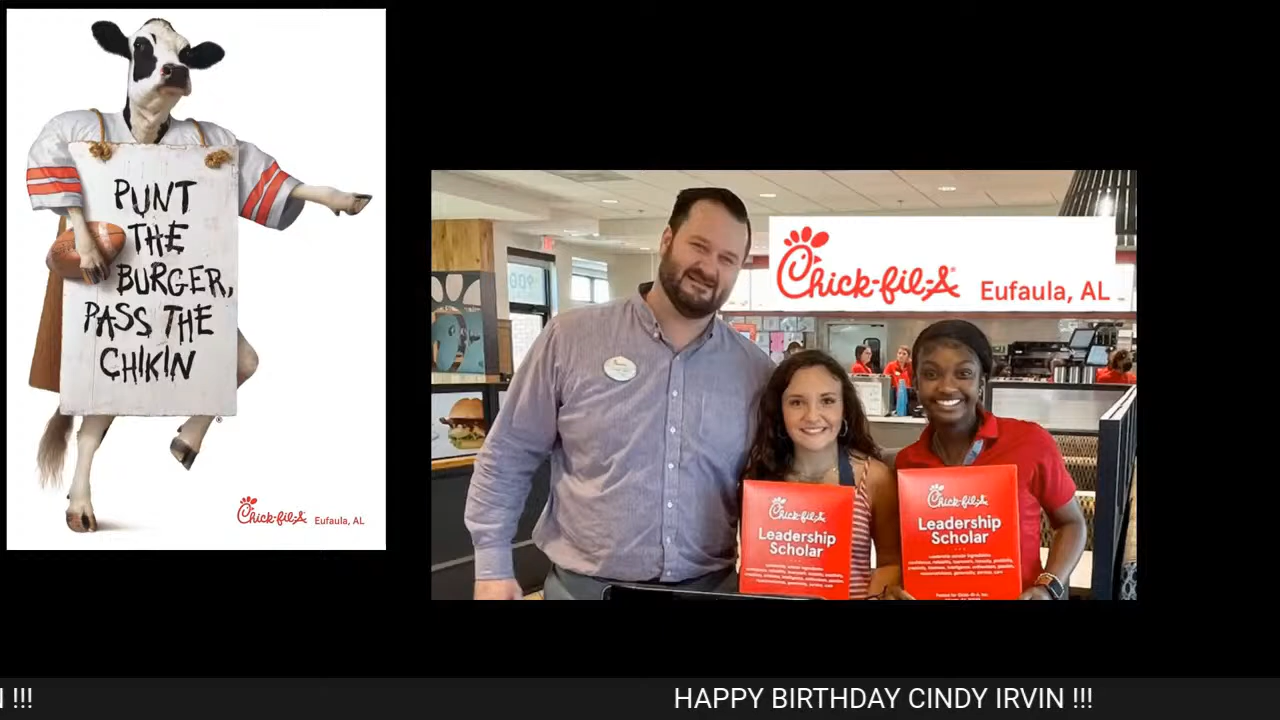 PUNT
THE
BURGER,
PASS THE
CHIKIN
Chick-fil-A® Eufaula, AL
Chick-fil-A® Eufaula, AL
Chick-fil-A
Leadership
Scholar
Chick-fil-A
Leadership
Scholar
N !!!
HAPPY BIRTHDAY CINDY IRVIN !!!